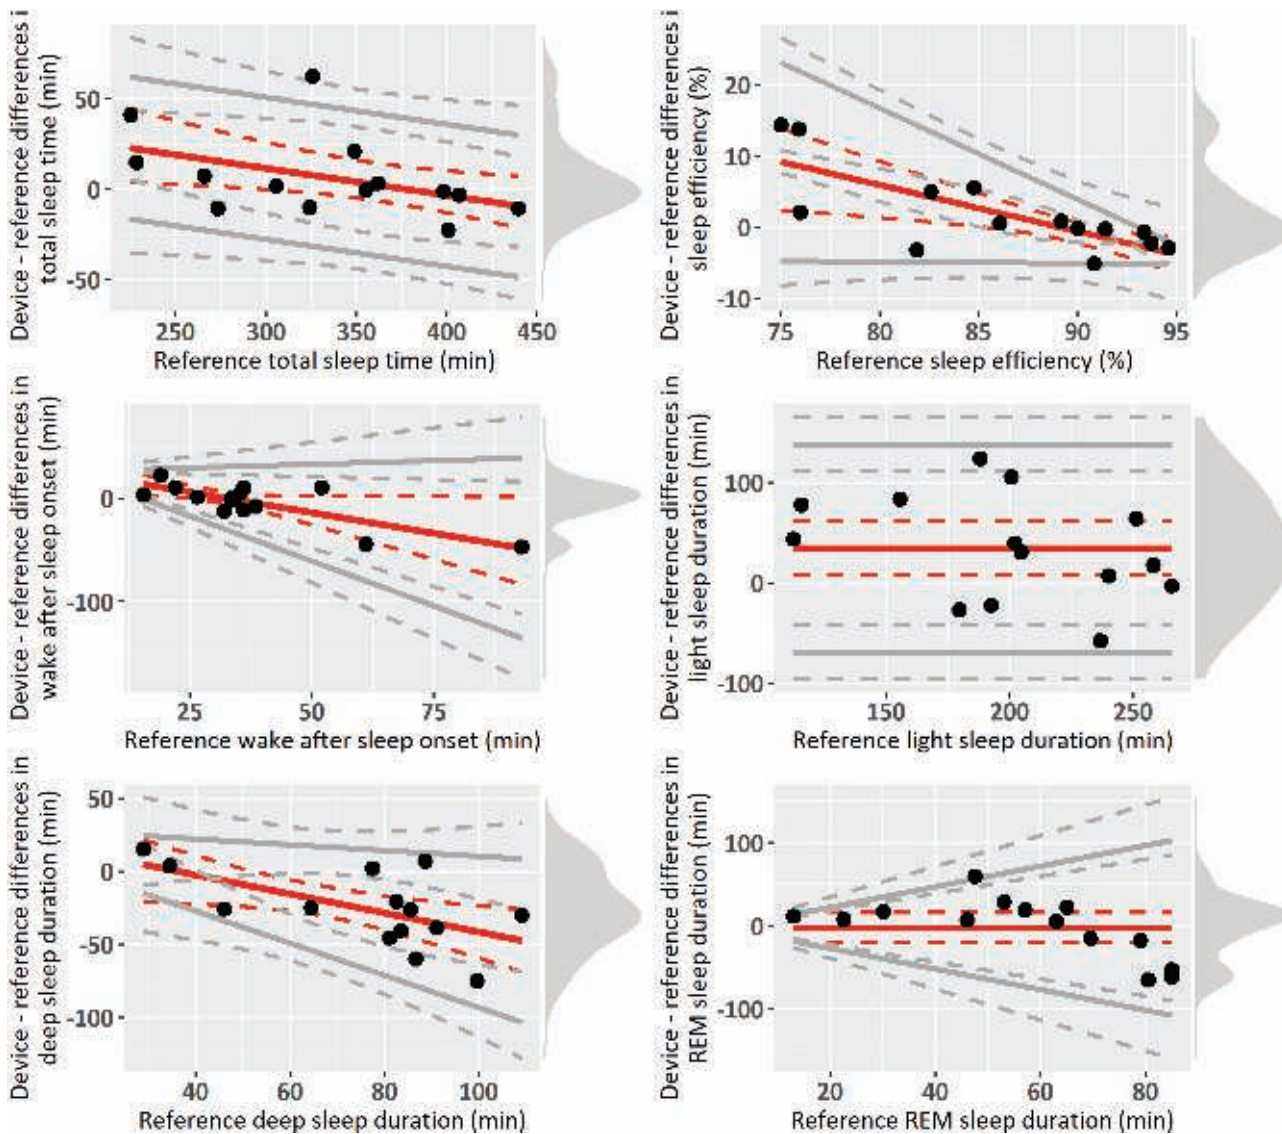 Device - reference differences i
total sleep time (min)
50
0
-50
250
300
350
400
450
Reference total sleep time (min)
Device - reference differences i
sleep efficiency (%)
20
10
0
-10
75
80
85
90
95
Reference sleep efficiency (%)
Device - reference differences in
wake after sleep onset (min)
0
-100
25
75
Reference wake after sleep onset (min)
Device - reference differences in
light sleep duration (min)
100
0
-100
150
200
250
Reference light sleep duration (min)
Device - reference differences in
deep sleep duration (min)
50
0
-50
-100
40
60
80
100
Reference deep sleep duration (min)
Device - reference differences in
REM sleep duration (min)
100
0
-100
20
40
60
80
Reference REM sleep duration (min)